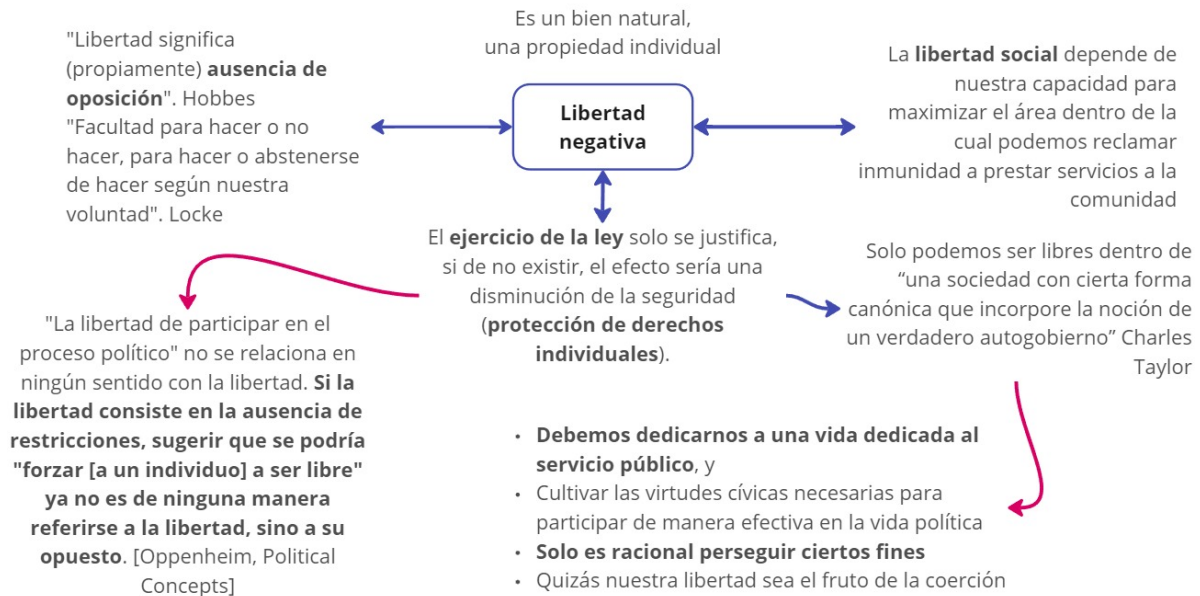 Es un bien natural,
una propiedad individual
"Libertad significa
(propiamente) ausencia de
oposición". Hobbes
"Facultad para hacer o no
hacer, para hacer o abstenerse
de hacer según nuestra
voluntad". Locke
Libertad
negativa
La libertad social depende de
nuestra capacidad para
maximizar el área dentro de la
cual podemos reclamar
inmunidad a prestar servicios a la
comunidad
El ejercicio de la ley solo se justifica,
si de no existir, el efecto sería una
disminución de la seguridad
(protección de derechos
individuales).
Solo podemos ser libres dentro de
“una sociedad con cierta forma
canónica que incorpore la noción de
un verdadero autogobierno” Charles
Taylor
"La libertad de participar en el
proceso político" no se relaciona en
ningún sentido con la libertad. Si la
libertad consiste en la ausencia de
restricciones, sugerir que se podría
"forzar [a un individuo] a ser libre"
ya no es de ninguna manera
referirse a la libertad, sino a su
opuesto. [Oppenheim, Political
Concepts]
• Debemos dedicarnos a una vida dedicada al
servicio público, y
• Cultivar las virtudes cívicas necesarias para
participar de manera efectiva en la vida política
• Solo es racional perseguir ciertos fines
• Quizás nuestra libertad sea el fruto de la coerción